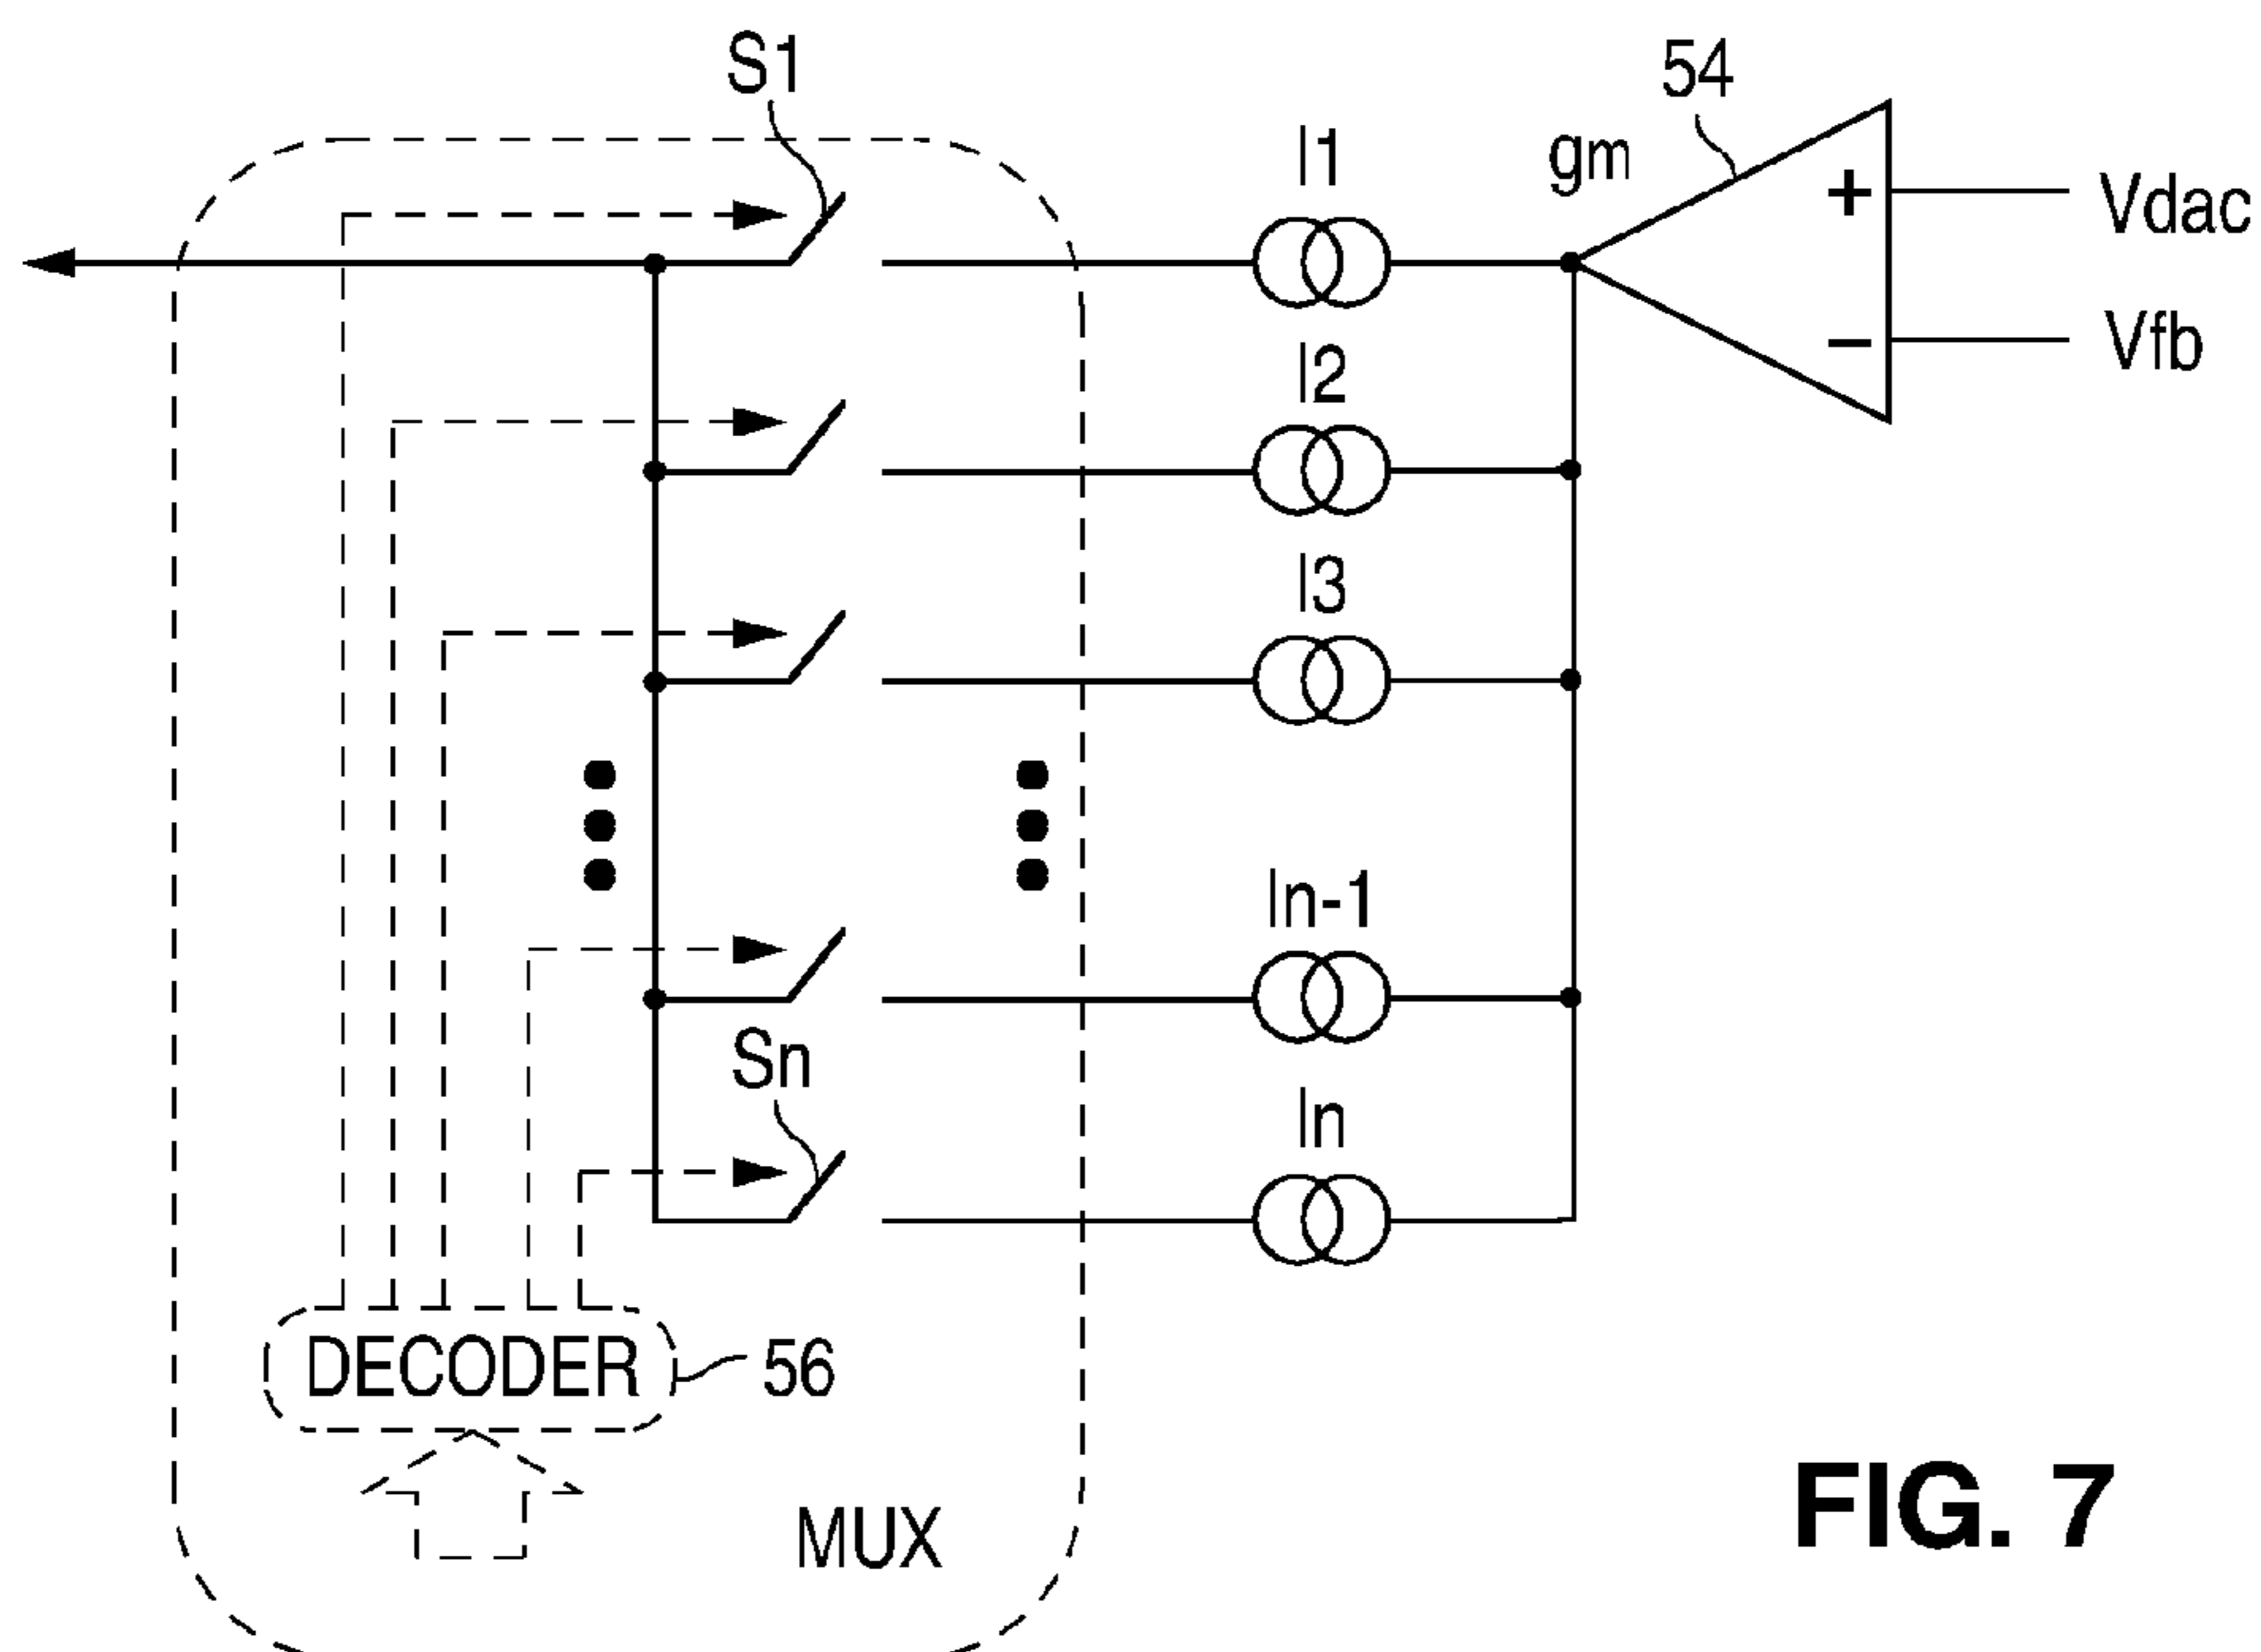 S1
54
I1
gm
+
Vdac
−
Vfb
I2
I3
In-1
Sn
In
DECODER
56
MUX
FIG. 7